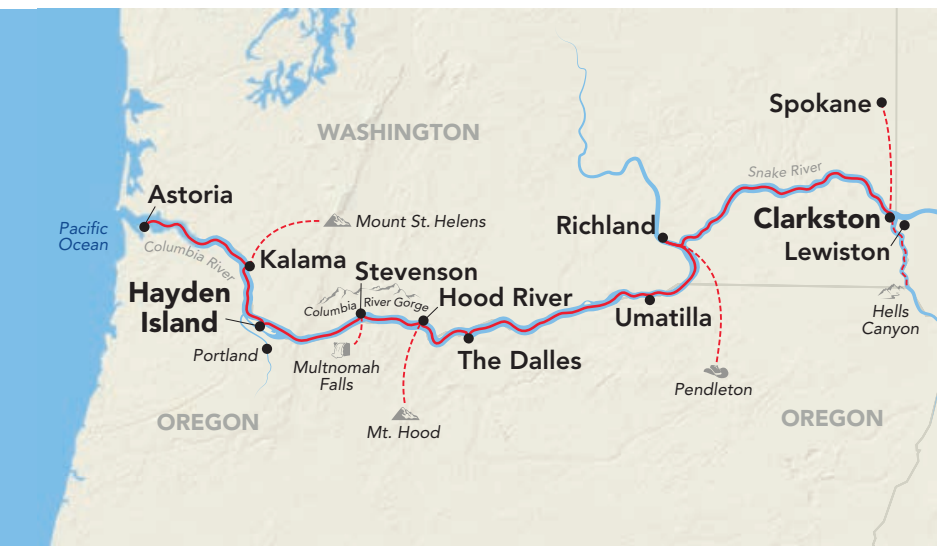 Spokane
WASHINGTON
Snake River
Astoria
Pacific
Ocean
Columbia River
Mount St. Helens
Richland
Clarkston
Lewiston
Kalama
Stevenson
Hayden
Island
Columbia River Gorge
Hood River
Umatilla
Hells
Canyon
Portland
Multnomah
Falls
The Dalles
Pendleton
OREGON
Mt. Hood
OREGON